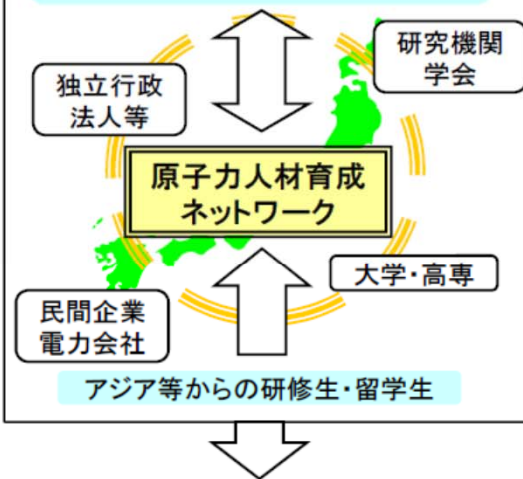 研究機関
学会
独立行政
法人等
原子力人材育成
ネットワーク
大学・高専
民間企業
電力会社
アジア等からの研修生・留学生